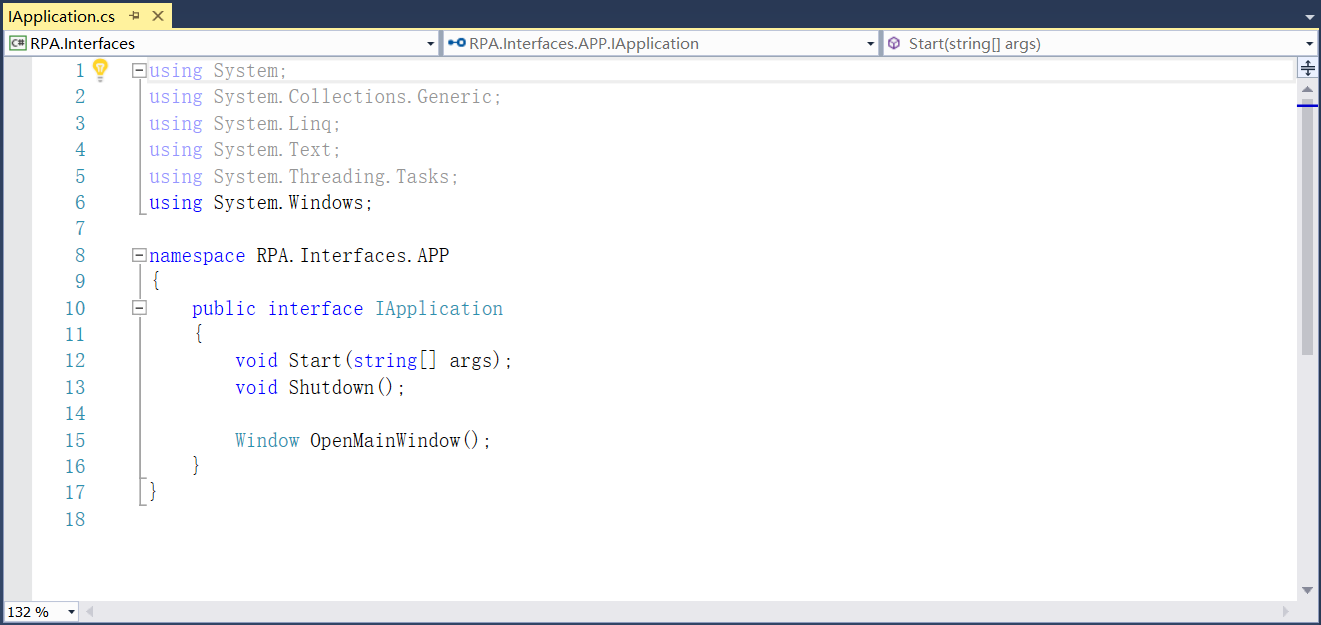 IApplication.cs
C# RPA.Interfaces
RPA.Interfaces.APP.IApplication
Start(string[] args)
1 using System;
2 using System.Collections.Generic;
3 using System.Linq;
4 using System.Text;
5 using System.Threading.Tasks;
6 using System.Windows;
7
8 namespace RPA.Interfaces.APP
9 {
10 public interface IApplication
11 {
12 void Start(string[] args);
13 void Shutdown();
14
15 Window OpenMainWindow();
16 }
17 }
18
132 %